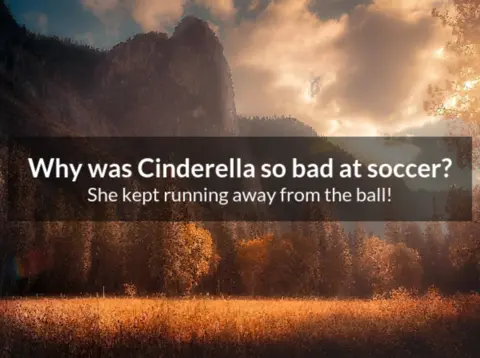 Why was Cinderella so bad at soccer?
She kept running away from the ball!